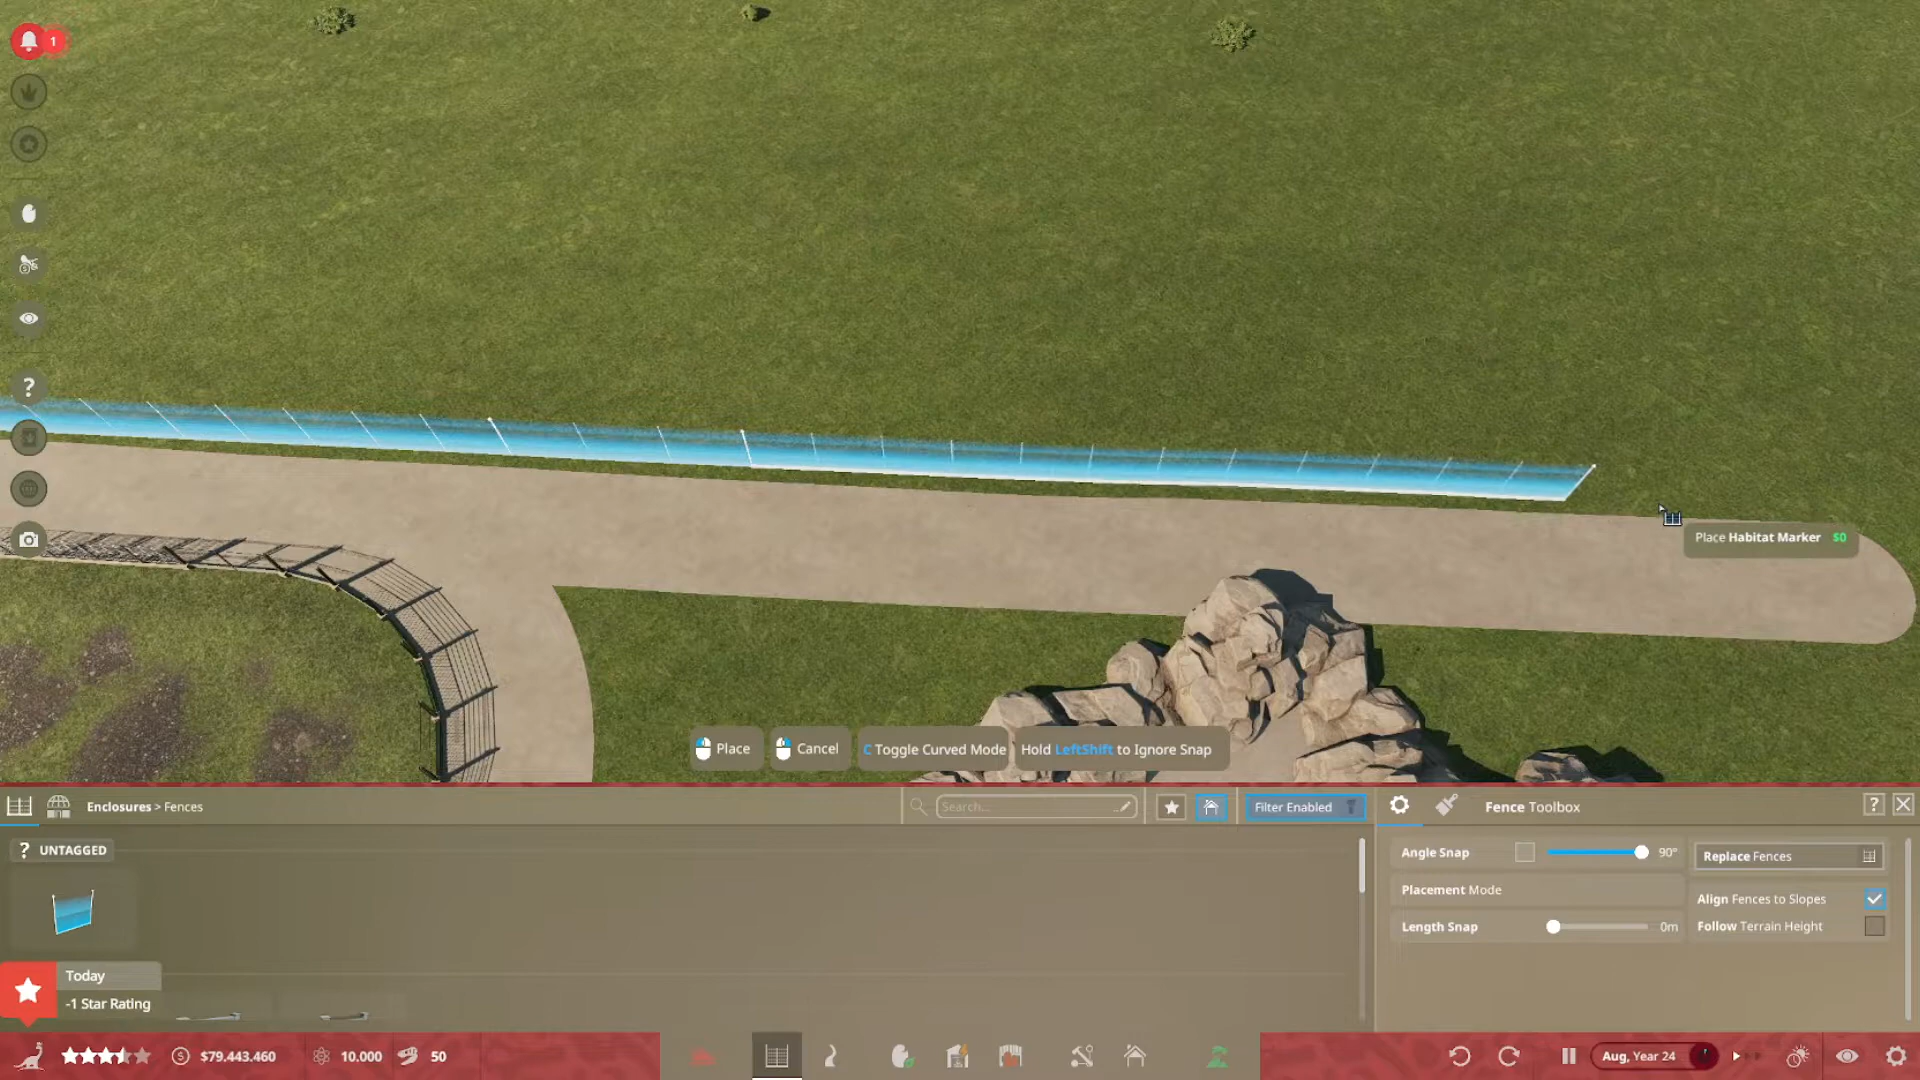 1
?
Place Habitat Marker $0
Place
Cancel
C Toggle Curved Mode
Hold LeftShift to Ignore Snap
Enclosures > Fences
Search...
Filter Enabled
Fence Toolbox
?
? UNTAGGED
Angle Snap 90°
Replace Fences
Placement Mode
Align Fences to Slopes
Length Snap 0m
Follow Terrain Height
Today
-1 Star Rating
$79.443.460
10.000
50
Aug, Year 24